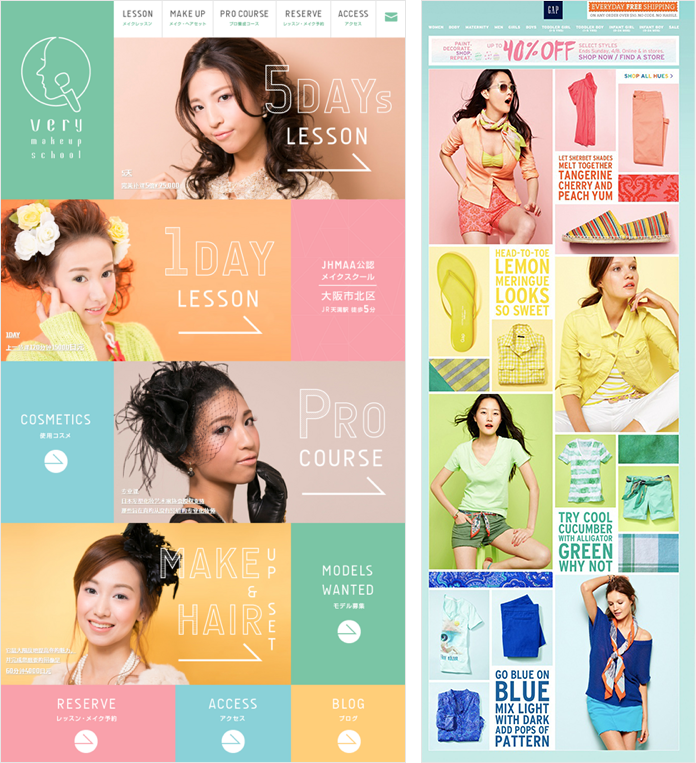 very
makeup
school
LESSON
メイクレッスン
MAKE UP
メイク・ヘアセット
PRO COURSE
プロ養成コース
RESERVE
レッスン・メイク予約
ACCESS
アクセス
5DAYs
LESSON
5天
1DAY
LESSON
1DAY
JHMAA公認
メイクスクール
大阪市北区
JR天満駅 徒歩5分
COSMETICS
使用コスメ
PRO
COURSE
MAKE UP
&
HAIR SET
MODELS
WANTED
モデル募集
RESERVE
レッスン・メイク予約
ACCESS
アクセス
BLOG
ブログ
GAP
EVERYDAY FREE SHIPPING
ON ANY ORDER OVER $50. NO CODE, NO HASSLE.
WOMEN
BODY
MATERNITY
MEN
GIRLS
BOYS
TODDLER GIRL
TODDLER BOY
INFANT GIRL
INFANT BOY
SALE
PAINT.
DECORATE.
SHOP.
REPEAT.
UP TO
40% OFF
SELECT STYLES
Ends Sunday, 4/8. Online & in stores.
SHOP NOW / FIND A STORE
SHOP ALL HUES >
LET SHERBET SHADES
MELT TOGETHER
TANGERINE
CHERRY AND
PEACH YUM
HEAD-TO-TOE
LEMON
MERINGUE
LOOKS
SO SWEET
TRY COOL
CUCUMBER
WITH ALLIGATOR
GREEN
WHY NOT
GO BLUE ON
BLUE
MIX LIGHT
WITH DARK
ADD POPS OF
PATTERN